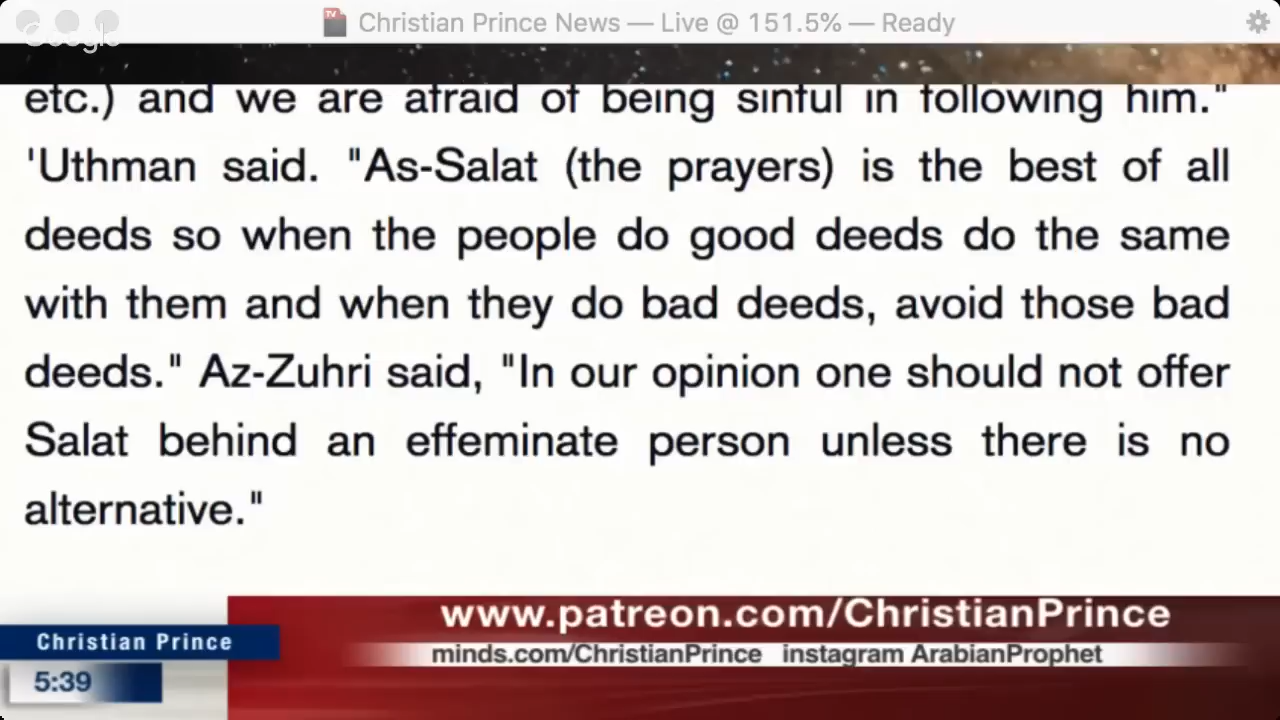 TV Christian Prince News — Live @ 151.5% — Ready
Google
etc.) and we are afraid of being sinful in following him."
'Uthman said. "As-Salat (the prayers) is the best of all
deeds so when the people do good deeds do the same
with them and when they do bad deeds, avoid those bad
deeds." Az-Zuhri said, "In our opinion one should not offer
Salat behind an effeminate person unless there is no
alternative."
www.patreon.com/ChristianPrince
Christian Prince
minds.com/ChristianPrince instagram ArabianProphet
5:39